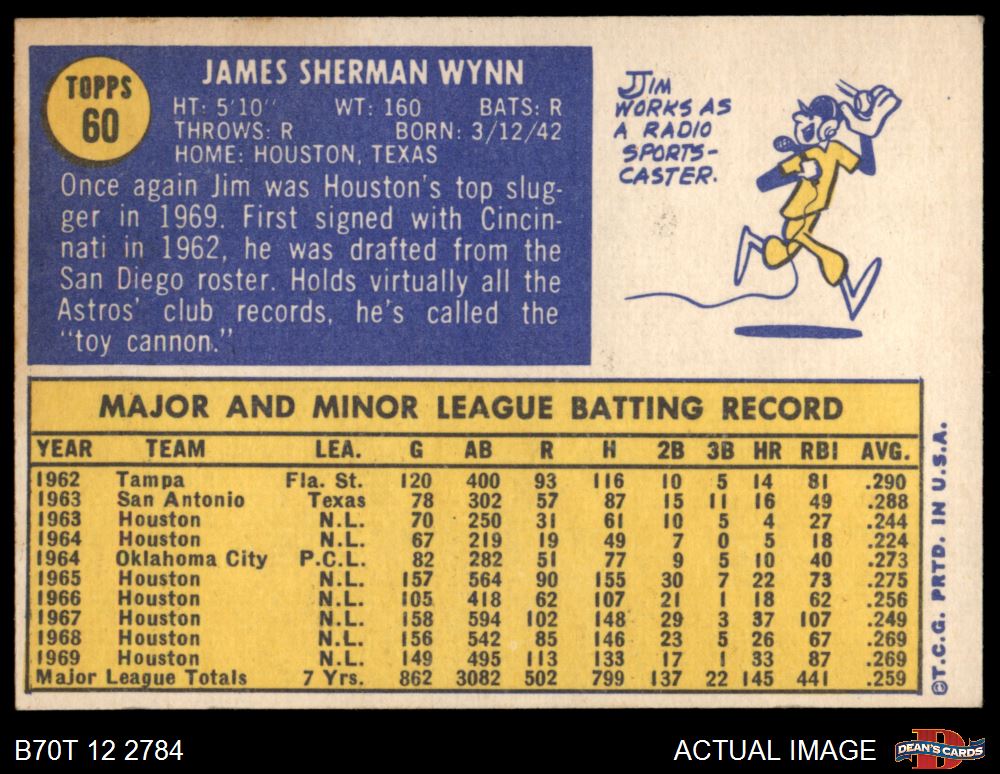 TOPPS
60
JAMES SHERMAN WYNN
HT: 5'10" WT: 160 BATS: R
THROWS: R BORN: 3/12/42
HOME: HOUSTON, TEXAS
Once again Jim was Houston's top slug-
ger in 1969. First signed with Cincin-
nati in 1962, he was drafted from the
San Diego roster. Holds virtually all the
Astros' club records, he's called the
"toy cannon."
JIM
WORKS AS
A RADIO
SPORTS-
CASTER.
MAJOR AND MINOR LEAGUE BATTING RECORD
YEAR TEAM LEA. G AB R H 2B 3B HR RBI AVG.
1962 Tampa Fla. St. 120 400 93 116 10 5 14 81 .290
1963 San Antonio Texas 78 302 57 87 15 11 16 49 .288
1963 Houston N.L. 70 250 31 61 10 5 4 27 .244
1964 Houston N.L. 67 219 19 49 7 0 5 18 .224
1964 Oklahoma City P.C.L. 82 282 51 77 9 5 10 40 .273
1965 Houston N.L. 157 564 90 155 30 7 22 73 .275
1966 Houston N.L. 105 418 62 107 21 1 18 62 .256
1967 Houston N.L. 158 594 102 148 29 3 37 107 .249
1968 Houston N.L. 156 542 85 146 23 5 26 67 .269
1969 Houston N.L. 149 495 113 133 17 1 33 87 .269
Major League Totals 7 Yrs. 862 3082 502 799 137 22 145 441 .259
©T.C.G. PRTD. IN U.S.A.
B70T 12 2784
ACTUAL IMAGE
D
DEAN'S CARDS